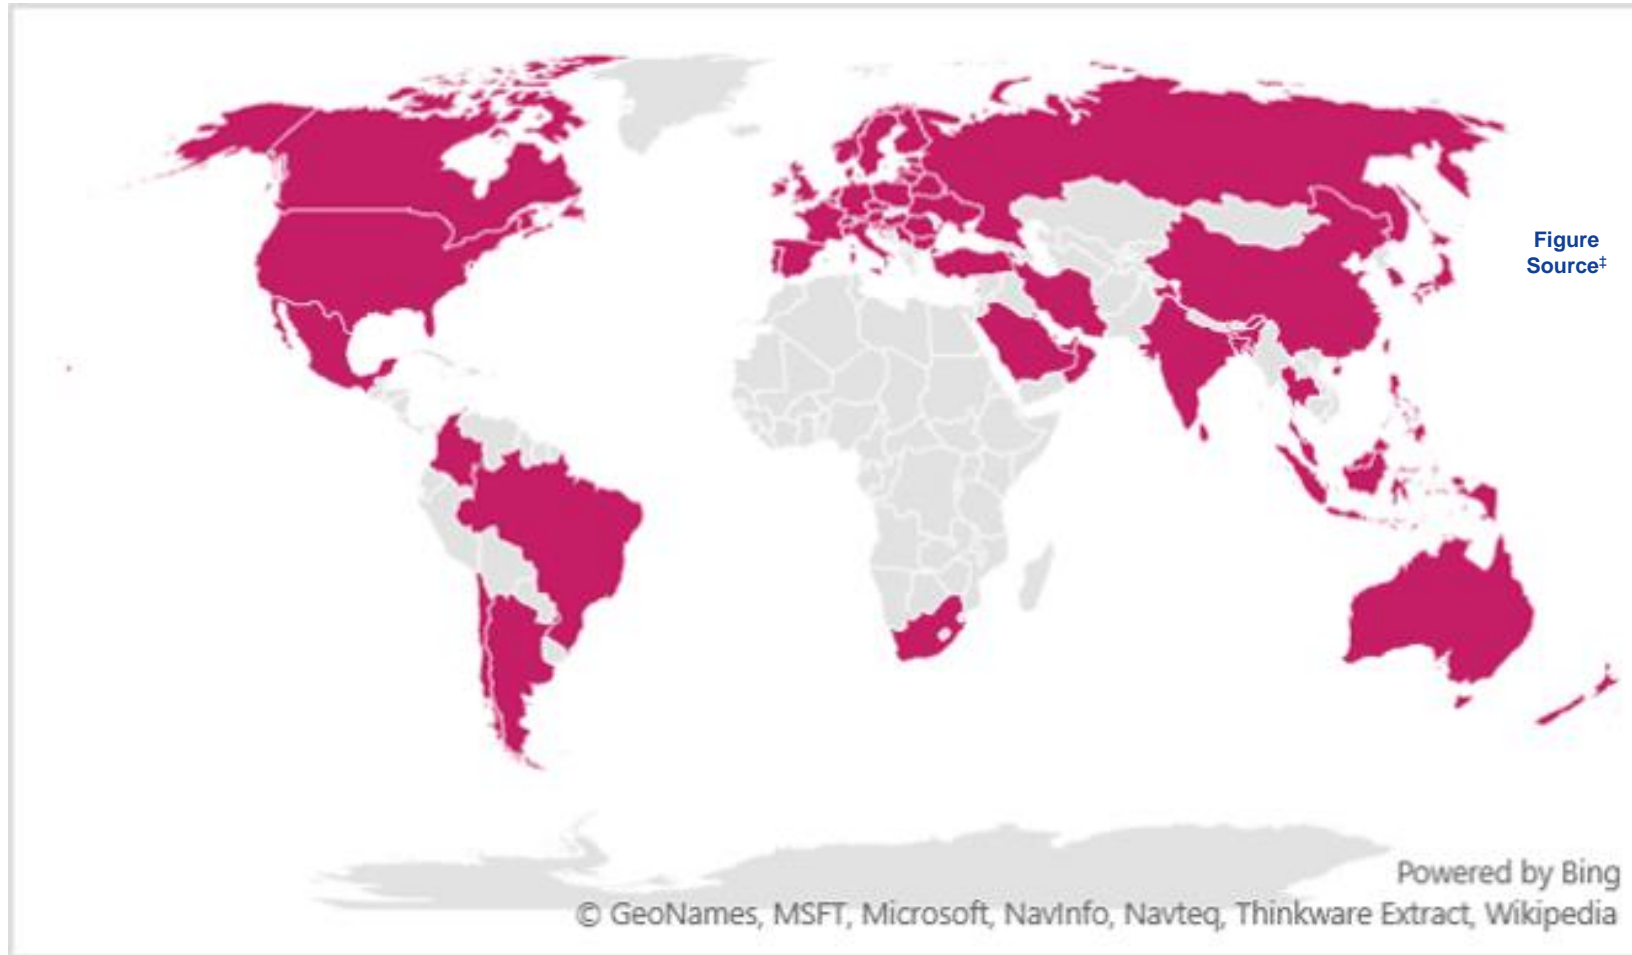 Figure
Source‡
Powered by Bing
© GeoNames, MSFT, Microsoft, NavInfo, Navteq, Thinkware Extract, Wikipedia